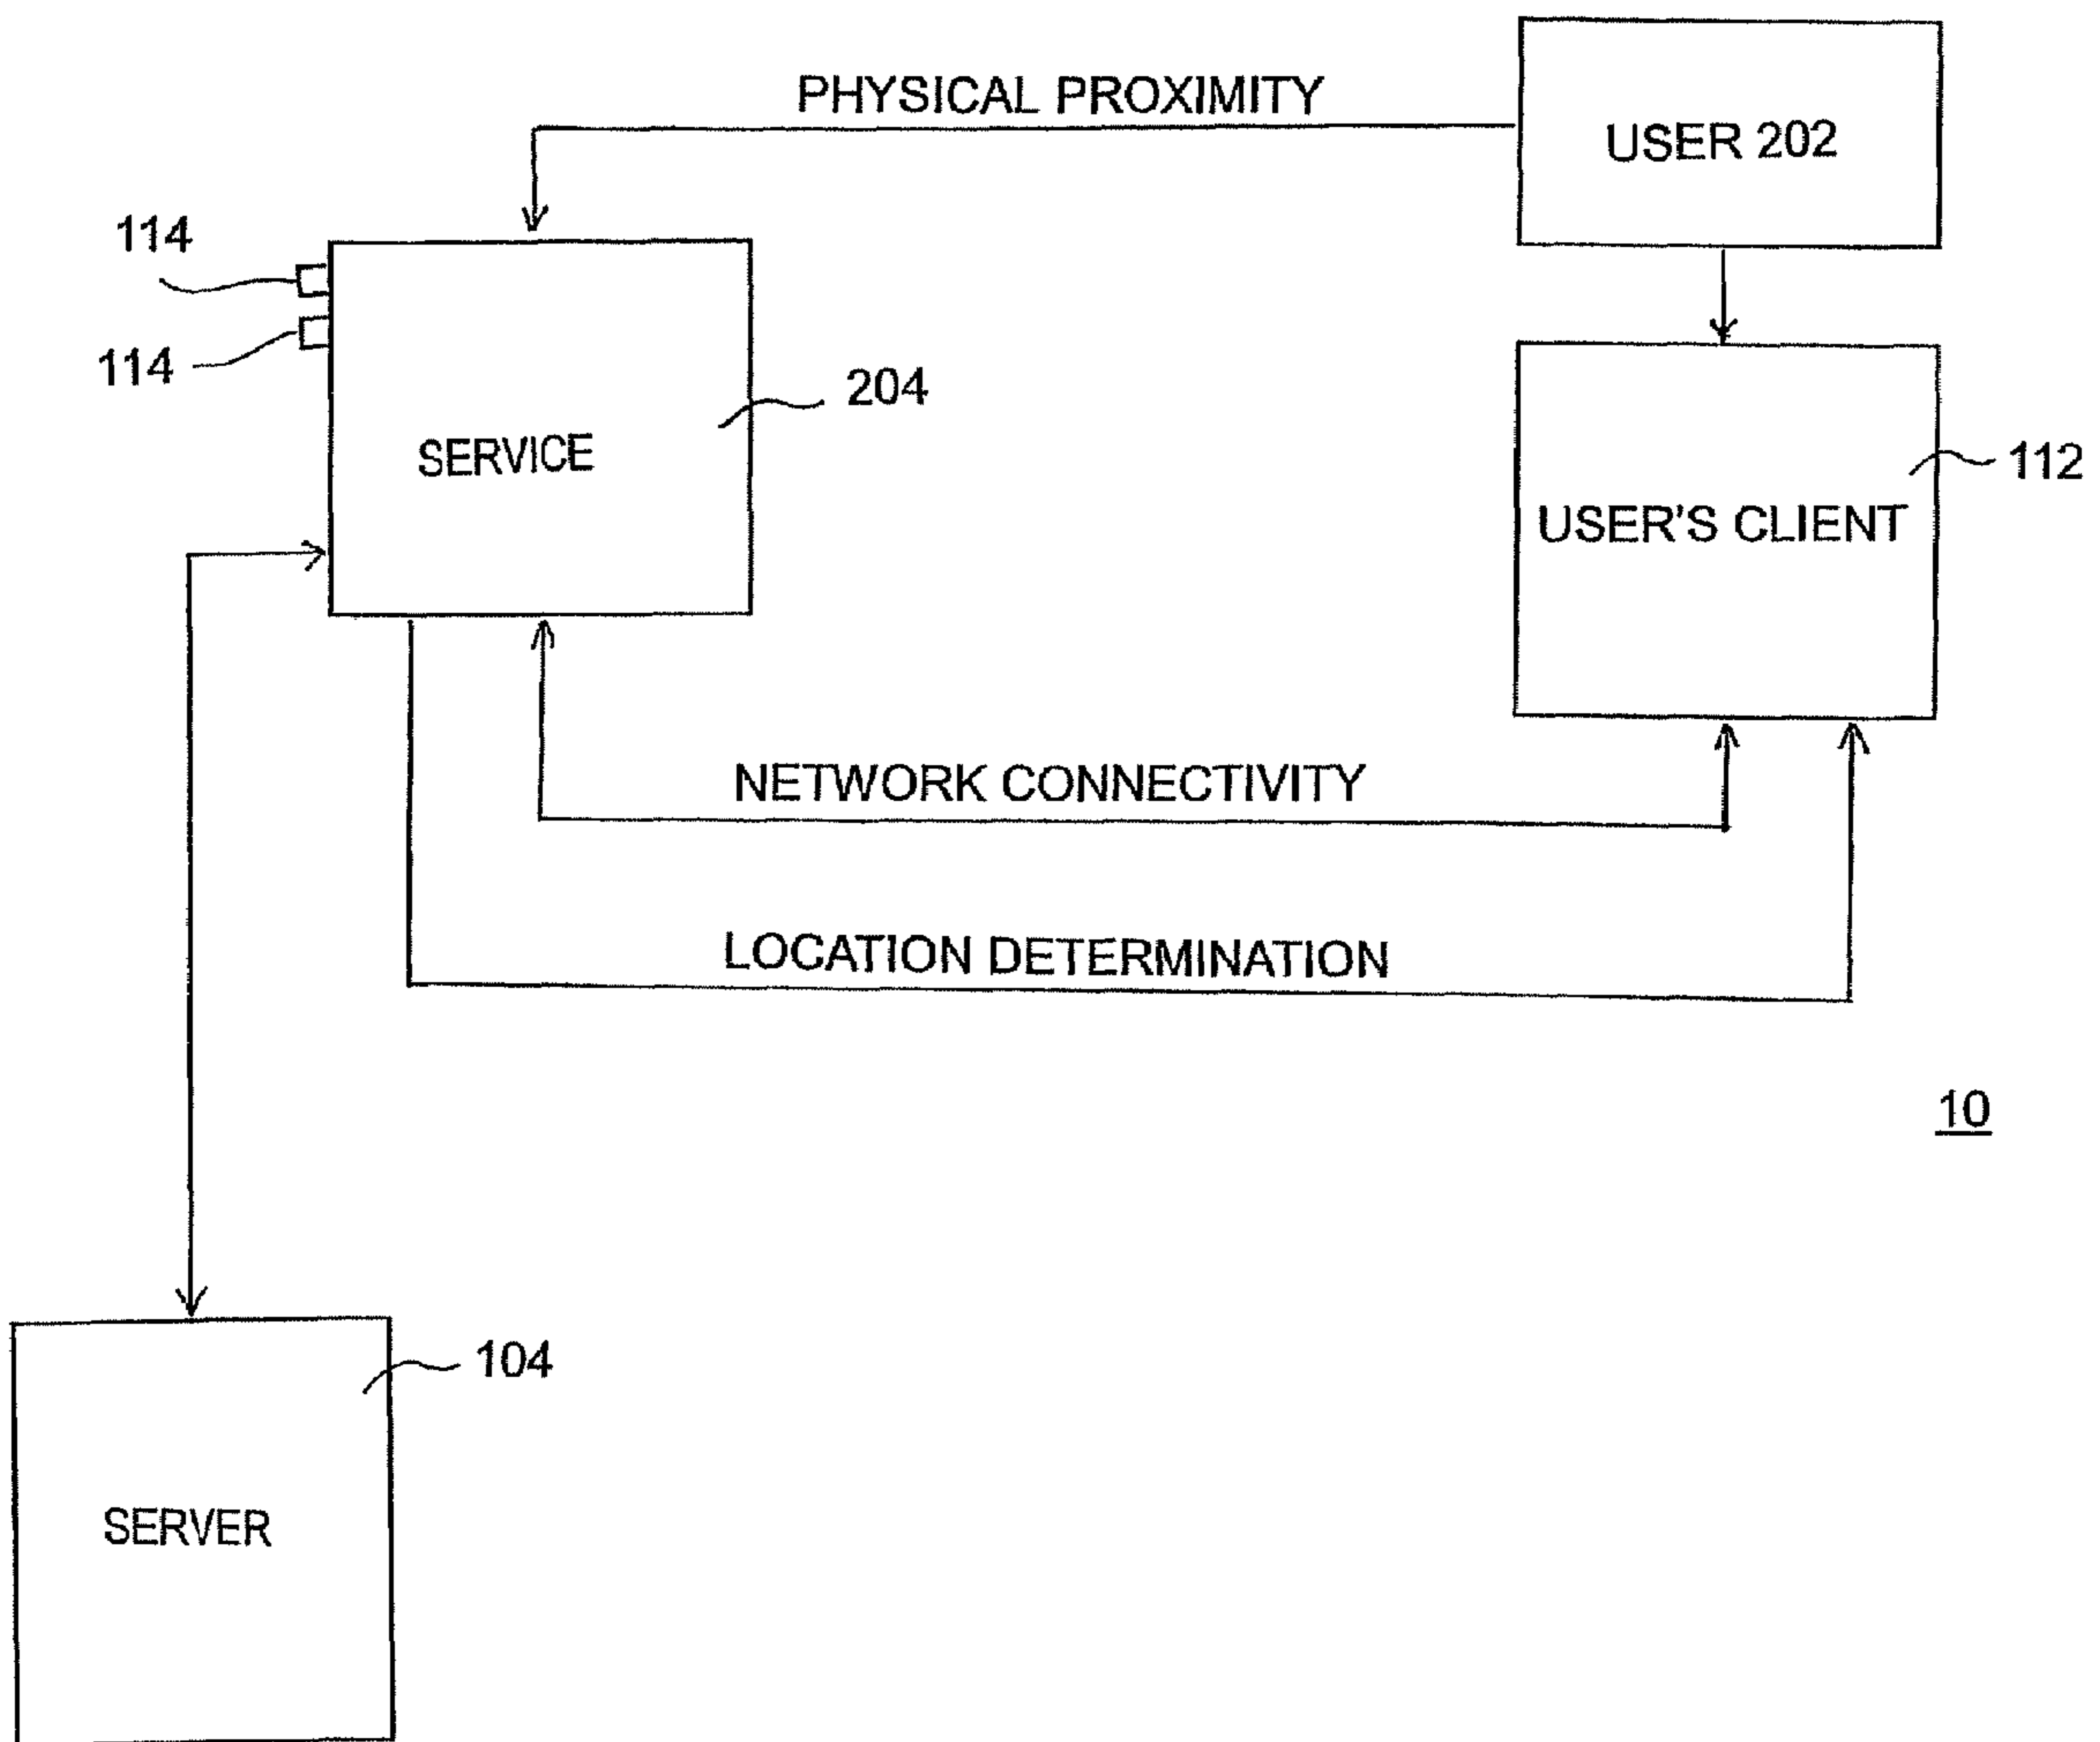 PHYSICAL PROXIMITY
USER 202
114
114
204
SERVICE
112
USER'S CLIENT
NETWORK CONNECTIVITY
LOCATION DETERMINATION
10
104
SERVER